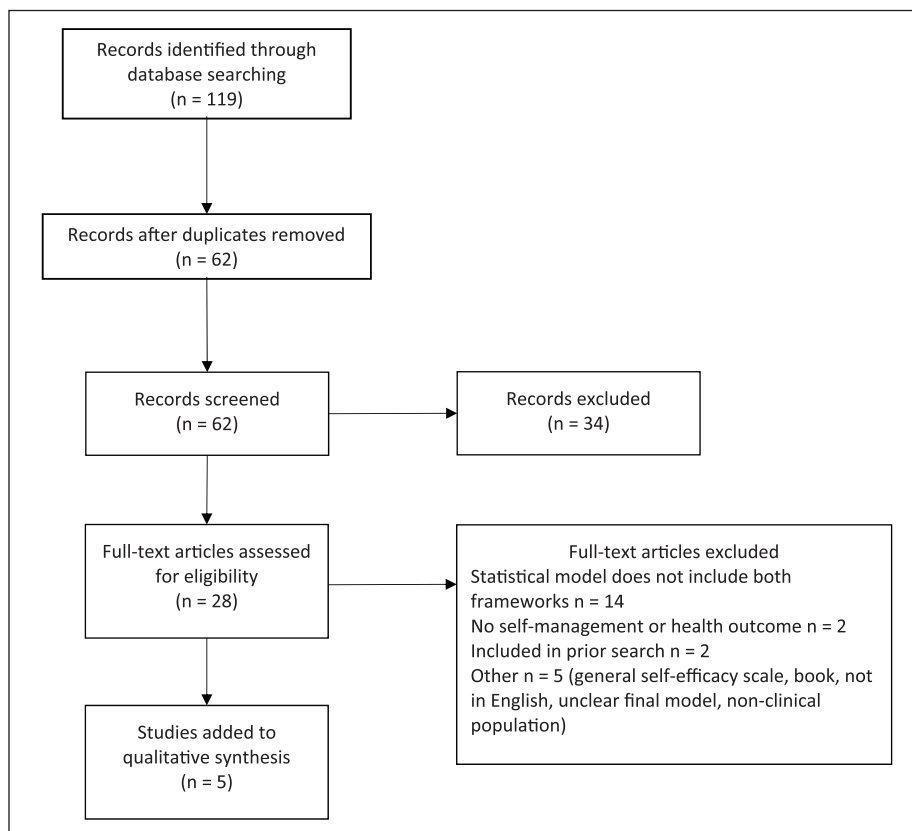 Records identified through
database searching
(n = 119)
Records after duplicates removed
(n = 62)
Records screened
(n = 62)
Records excluded
(n = 34)
Full-text articles assessed
for eligibility
(n = 28)
Full-text articles excluded
Statistical model does not include both
frameworks n = 14
No self-management or health outcome n = 2
Included in prior search n = 2
Other n = 5 (general self-efficacy scale, book, not
in English, unclear final model, non-clinical
population)
Studies added to
qualitative synthesis
(n = 5)